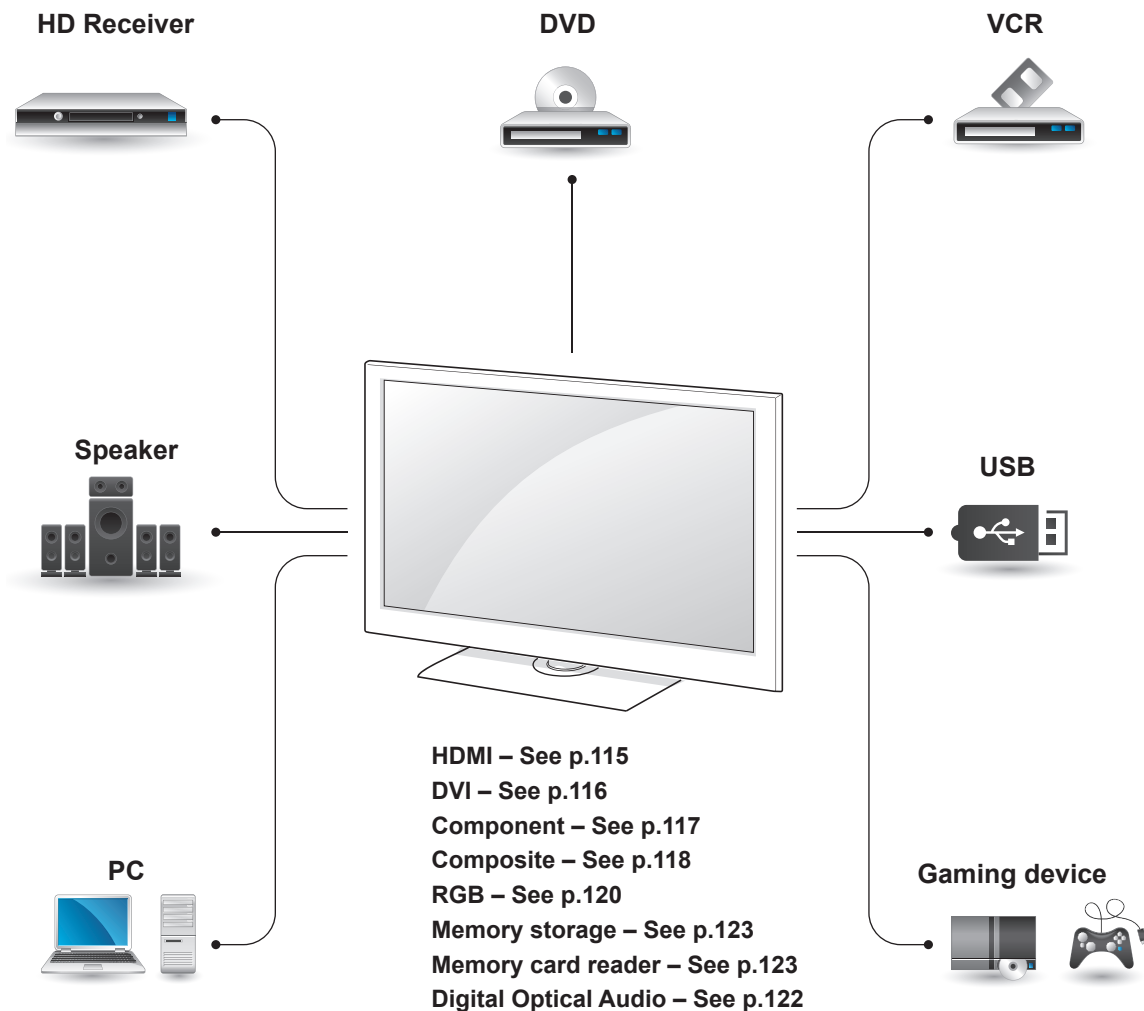 HD Receiver
DVD
VCR
Speaker
USB
HDMI – See p.115
DVI – See p.116
Component – See p.117
Composite – See p.118
RGB – See p.120
Memory storage – See p.123
Memory card reader – See p.123
Digital Optical Audio – See p.122
PC
Gaming device